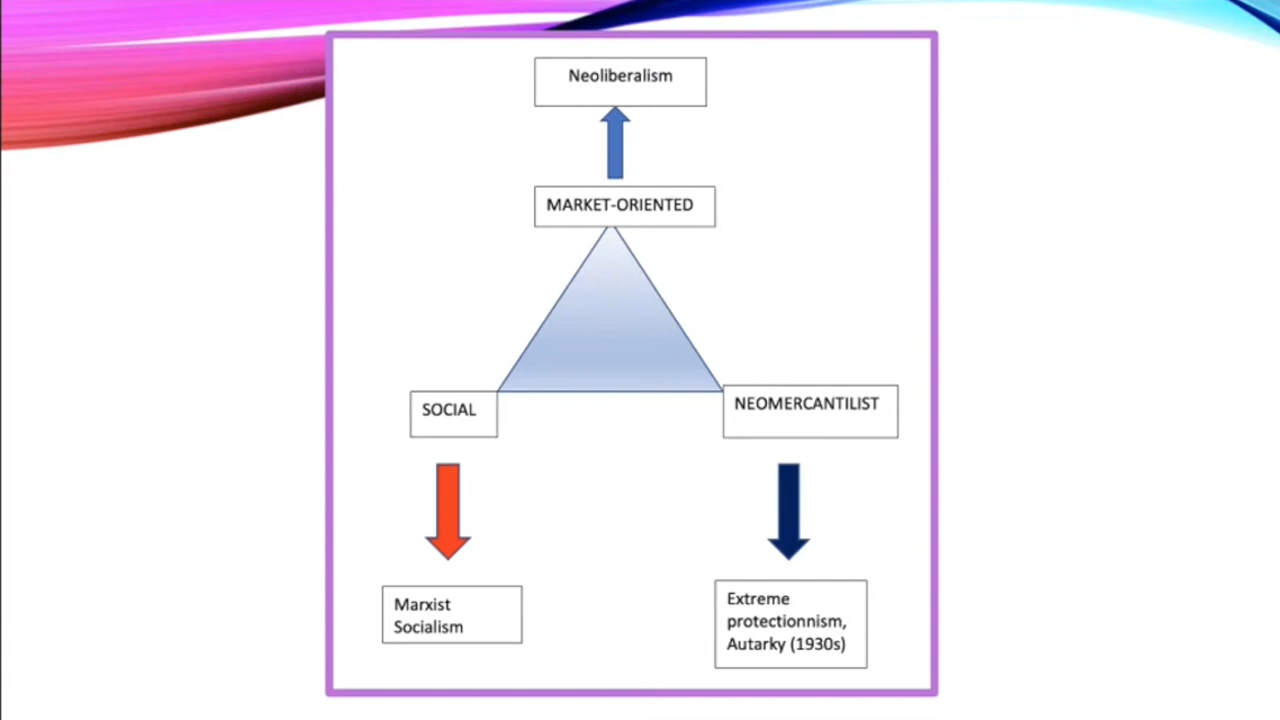 Neoliberalism
MARKET-ORIENTED
SOCIAL
NEOMERCANTILIST
Marxist
Socialism
Extreme
protectionnism,
Autarky (1930s)